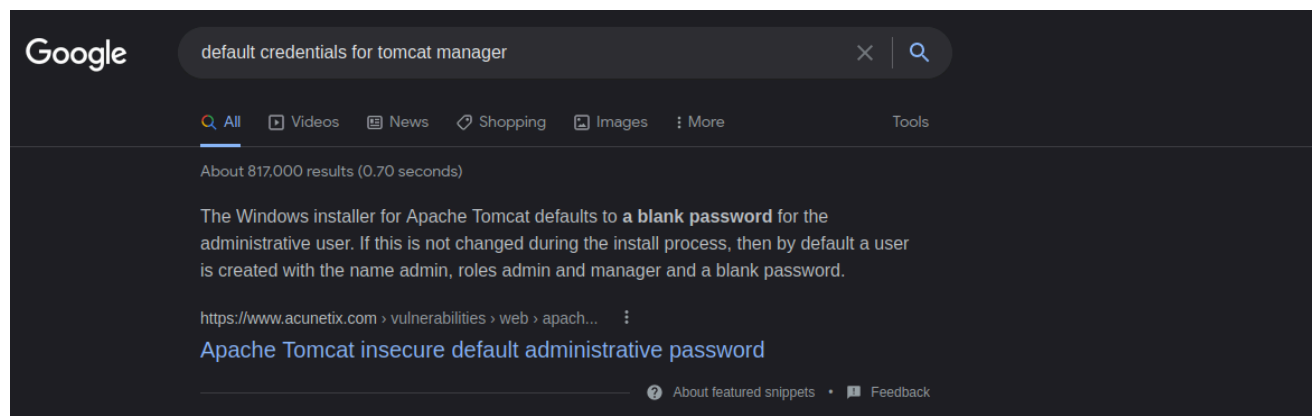 Google
default credentials for tomcat manager
All Videos News Shopping Images More Tools
About 817,000 results (0.70 seconds)
The Windows installer for Apache Tomcat defaults to a blank password for the
administrative user. If this is not changed during the install process, then by default a user
is created with the name admin, roles admin and manager and a blank password.
https://www.acunetix.com › vulnerabilities › web › apach...
Apache Tomcat insecure default administrative password
About featured snippets • Feedback